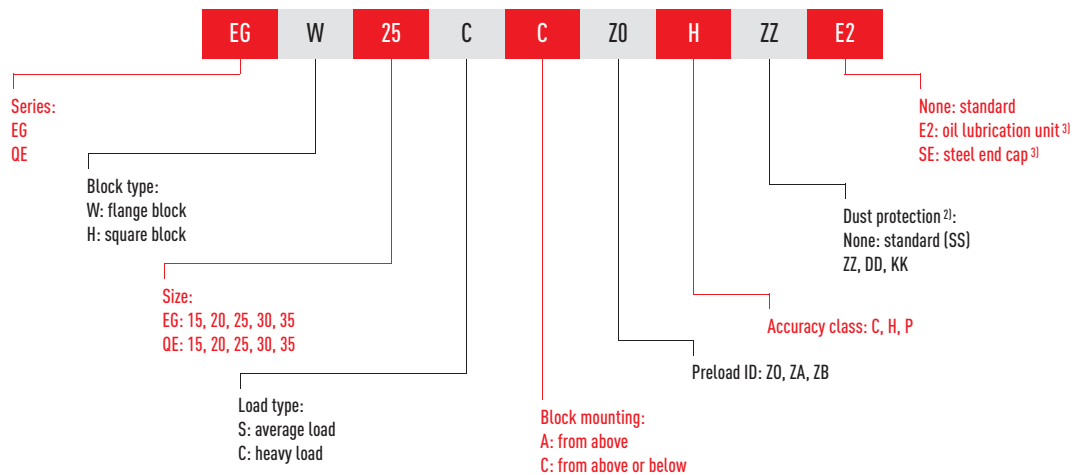 EG W 25 C C Z0 H ZZ E2
Series:
EG
QE
None: standard
E2: oil lubrication unit 3)
SE: steel end cap 3)
Block type:
W: flange block
H: square block
Dust protection 2):
None: standard (SS)
ZZ, DD, KK
Size:
EG: 15, 20, 25, 30, 35
QE: 15, 20, 25, 30, 35
Accuracy class: C, H, P
Preload ID: Z0, ZA, ZB
Load type:
S: average load
C: heavy load
Block mounting:
A: from above
C: from above or below